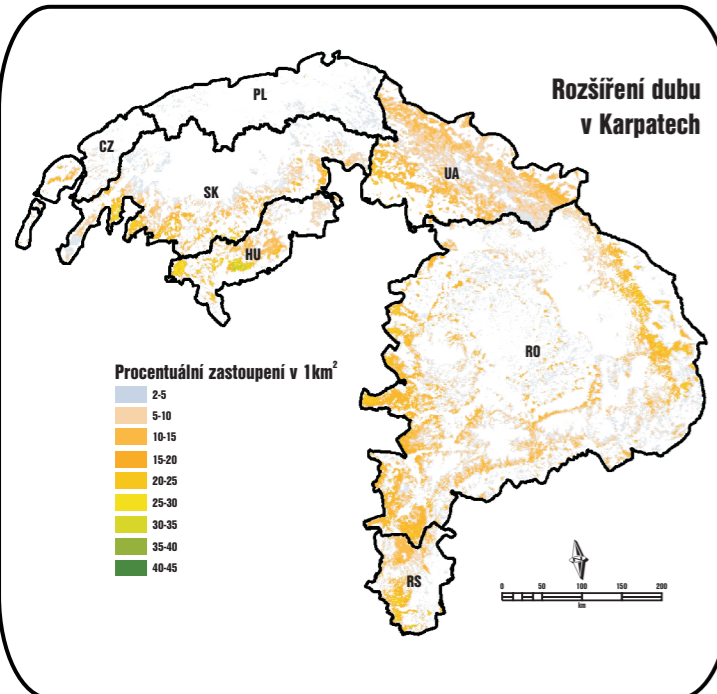 Rozšíření dubu
v Karpatech
PL
CZ
SK
UA
HU
RO
RS
Procentuální zastoupení v 1km²
2-5
5-10
10-15
15-20
20-25
25-30
30-35
35-40
40-45
0 50 100 150 200
km